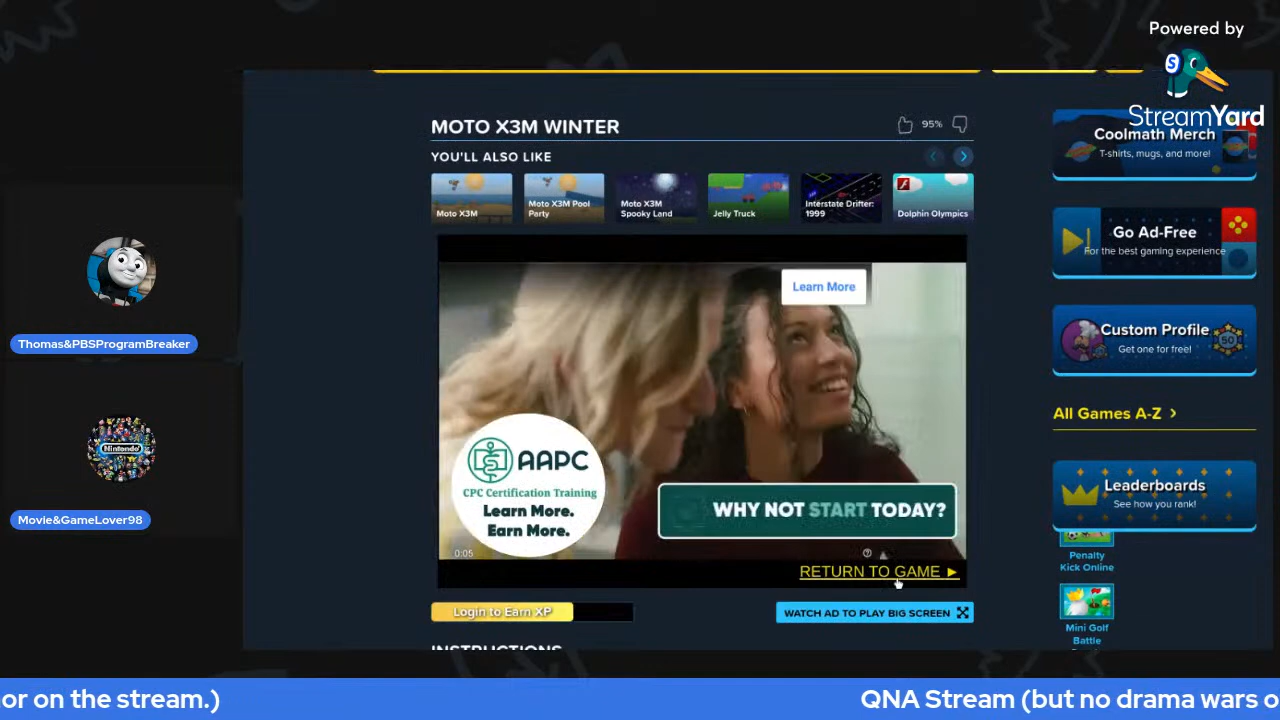 Powered by
StreamYard
MOTO X3M WINTER
95%
YOU'LL ALSO LIKE
Moto X3M
Moto X3M Pool
Party
Moto X3M
Spooky Land
Jelly Truck
Interstate Drifter:
1999
Dolphin Olympics
Learn More
AAPC
CPC Certification Training
Learn More.
Earn More.
WHY NOT START TODAY?
0:05
RETURN TO GAME ►
Login to Earn XP
WATCH AD TO PLAY BIG SCREEN
Coolmath Merch
T-shirts, mugs, and more!
Go Ad-Free
For the best gaming experience
Custom Profile
Get one for free!
50
All Games A-Z >
Leaderboards
See how you rank!
Penalty
Kick Online
Mini Golf
Battle
Thomas&PBSProgramBreaker
Nintendo
Movie&GameLover98
INSTRUCTIONS
or on the stream.)
QNA Stream (but no drama wars o